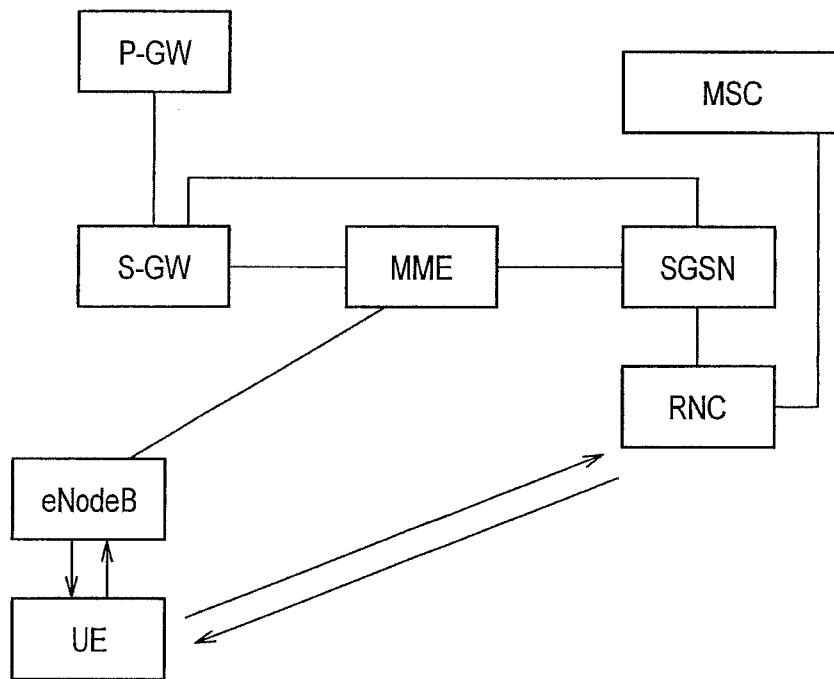 P-GW
MSC
S-GW
MME
SGSN
RNC
eNodeB
UE